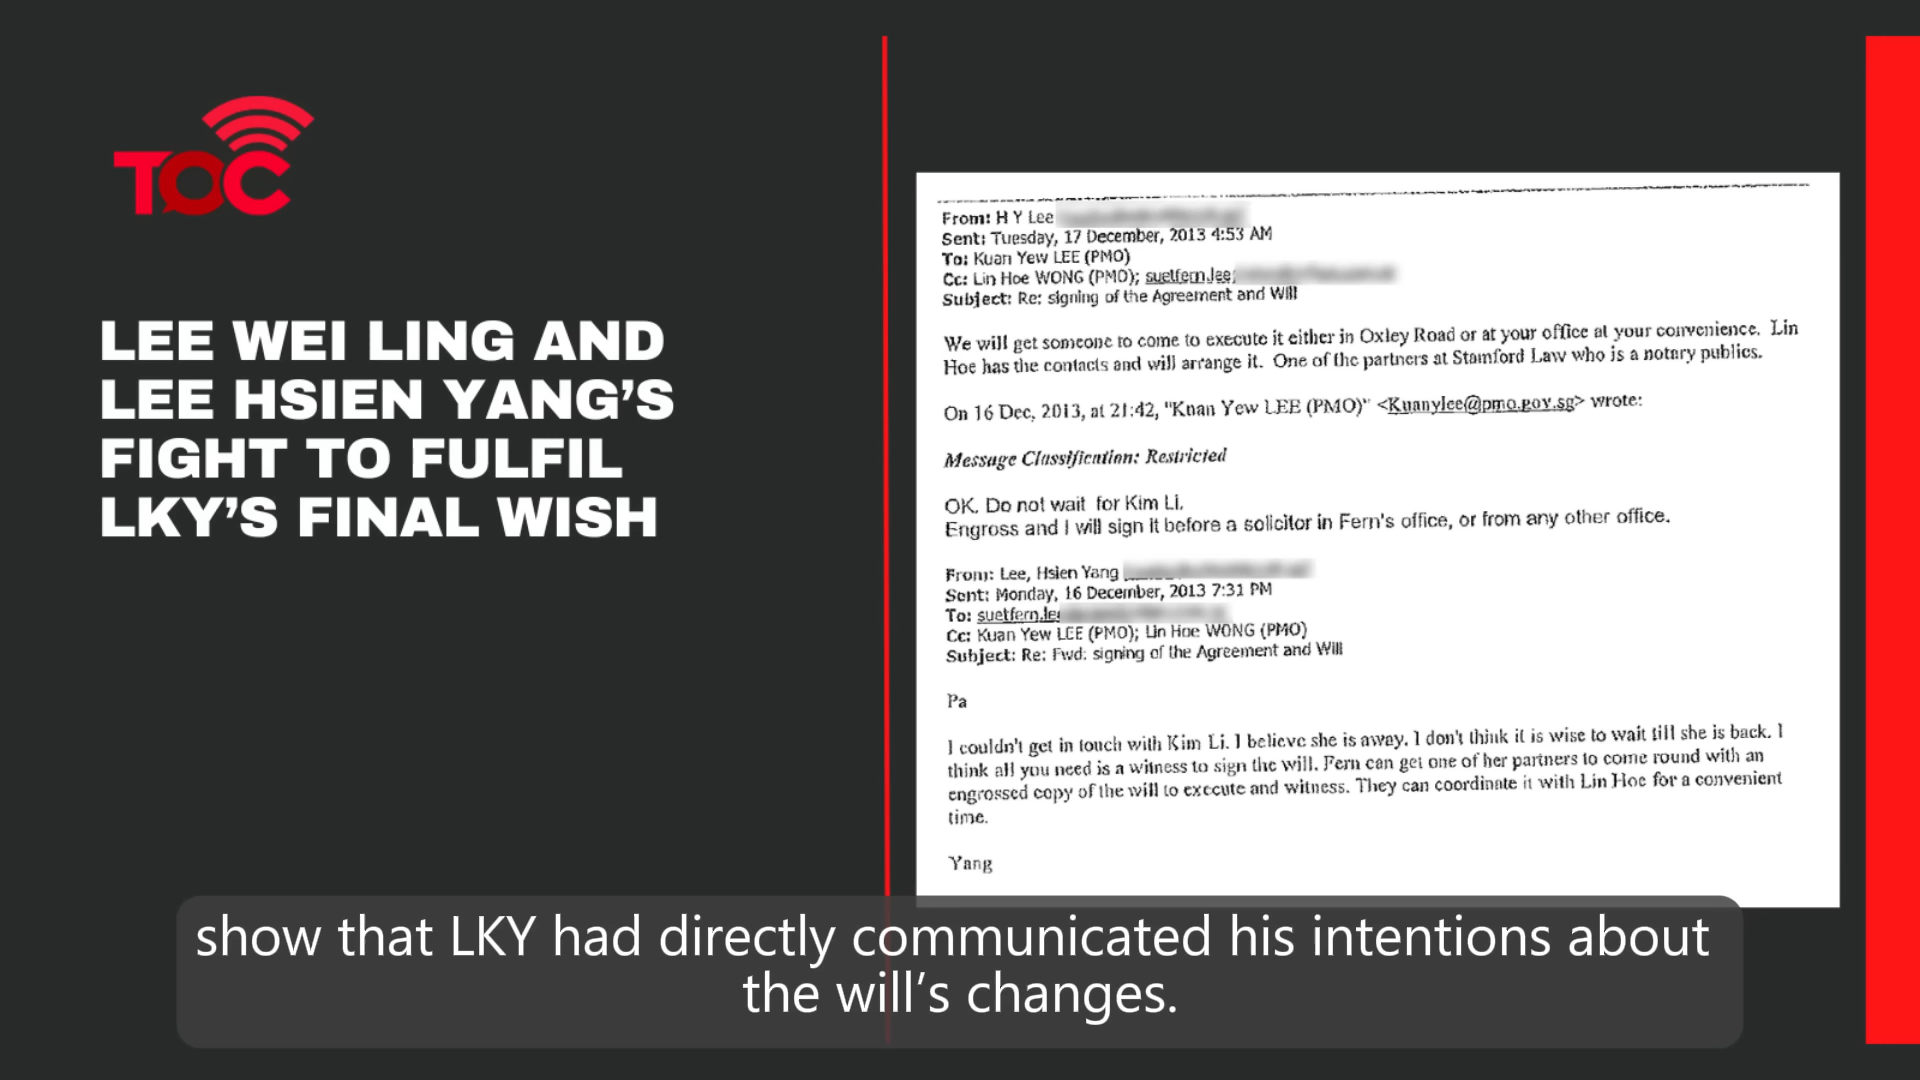 TOC
LEE WEI LING AND
LEE HSIEN YANG'S
FIGHT TO FULFIL
LKY'S FINAL WISH
From: H Y Lee
Sent: Tuesday, 17 December, 2013 4:53 AM
To: Kuan Yew LEE (PMO)
Cc: Lin Hoe WONG (PMO); suetfern.lee
Subject: Re: signing of the Agreement and Will
We will get someone to come to execute it either in Oxley Road or at your office at your convenience. Lin
Hoe has the contacts and will arrange it. One of the partners at Stamford Law who is a notary publics.
On 16 Dec, 2013, at 21:42, "Kuan Yew LEE (PMO)" <Kuanylee@pmo.gov.sg> wrote:
Message Classification: Restricted
OK. Do not wait for Kim Li.
Engross and I will sign it before a solicitor in Fern's office, or from any other office.
From: Lee, Hsien Yang
Sent: Monday, 16 December, 2013 7:31 PM
To: suetfern.le
Cc: Kuan Yew LEE (PMO); Lin Hoe WONG (PMO)
Subject: Re: Fwd: signing of the Agreement and Will
Pa
I couldn't get in touch with Kim Li. I believe she is away. I don't think it is wise to wait till she is back. I
think all you need is a witness to sign the will. Fern can get one of her partners to come round with an
engrossed copy of the will to execute and witness. They can coordinate it with Lin Hoe for a convenient
time.
Yang
show that LKY had directly communicated his intentions about
the will's changes.